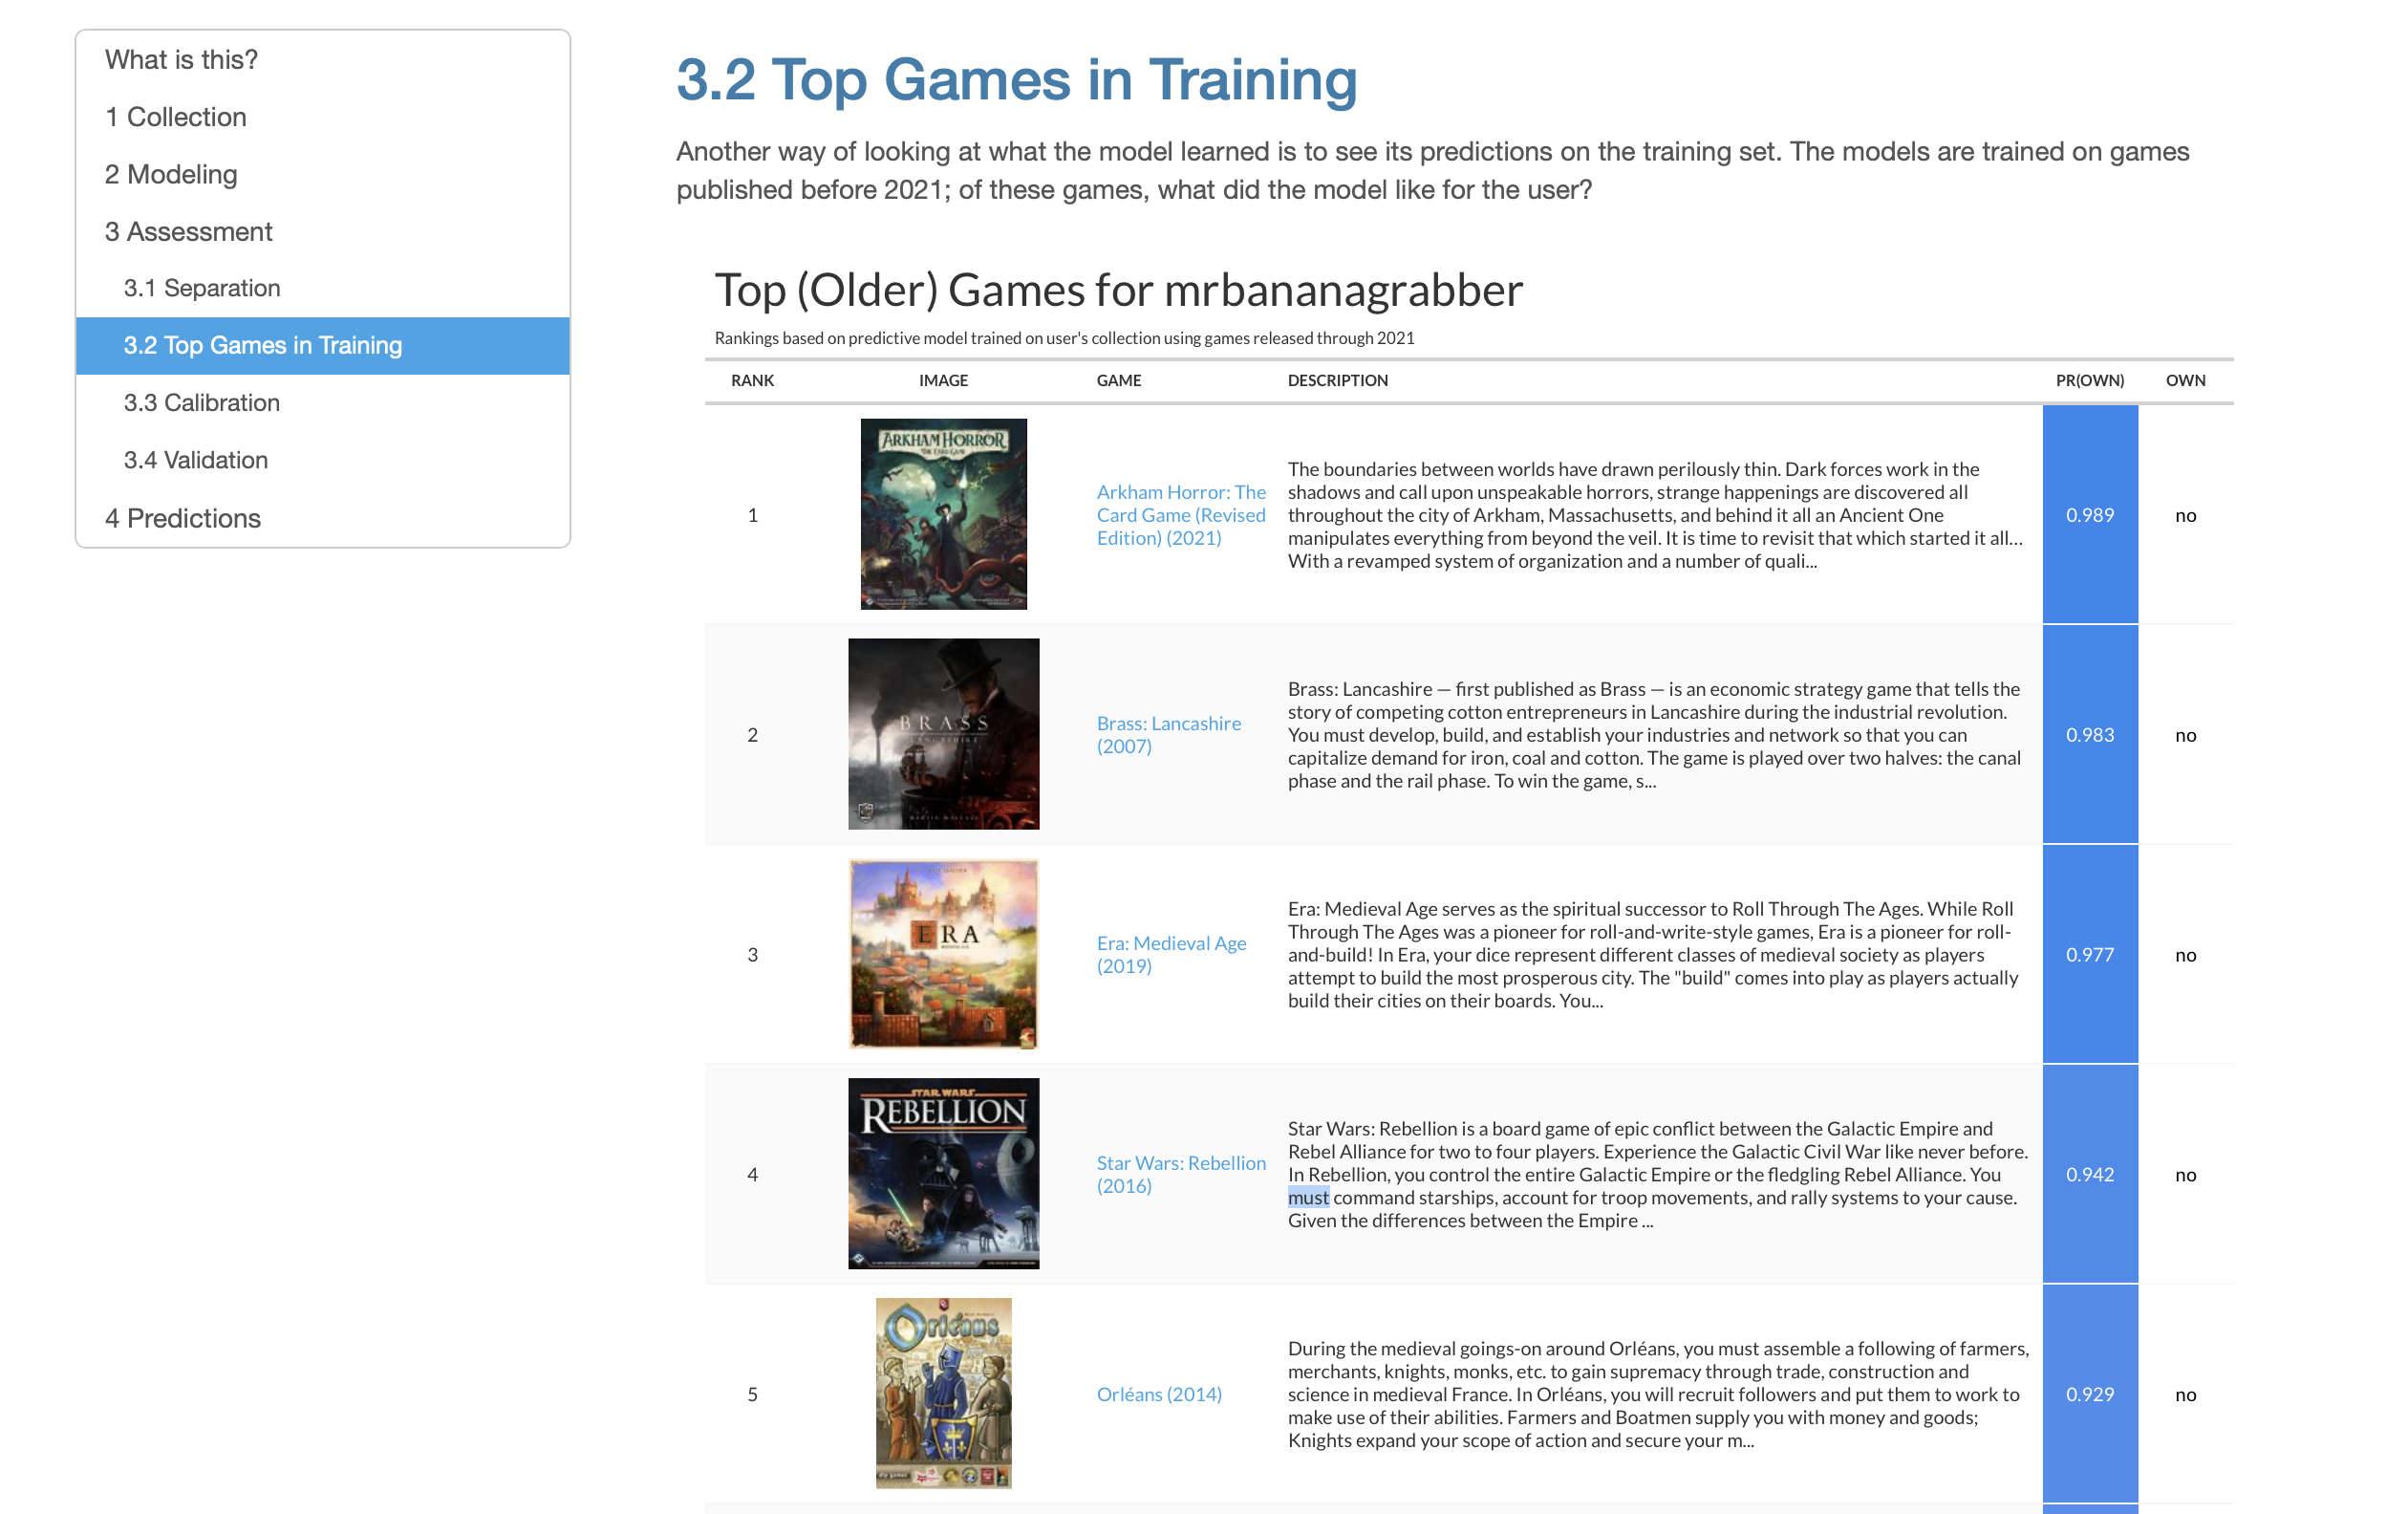 What is this?
1 Collection
2 Modeling
3 Assessment
3.1 Separation
3.2 Top Games in Training
3.3 Calibration
3.4 Validation
4 Predictions
3.2 Top Games in Training
Another way of looking at what the model learned is to see its predictions on the training set. The models are trained on games
published before 2021; of these games, what did the model like for the user?
Top (Older) Games for mrbananagrabber
Rankings based on predictive model trained on user's collection using games released through 2021
RANK IMAGE GAME DESCRIPTION PR(OWN) OWN
1
ARKHAM HORROR
THE CARD GAME
Arkham Horror: The
Card Game (Revised
Edition) (2021)
The boundaries between worlds have drawn perilously thin. Dark forces work in the
shadows and call upon unspeakable horrors, strange happenings are discovered all
throughout the city of Arkham, Massachusetts, and behind it all an Ancient One
manipulates everything from beyond the veil. It is time to revisit that which started it all...
With a revamped system of organization and a number of quali...
0.989
no
2
BRASS
LANCASHIRE
MARTIN WALLACE
Brass: Lancashire
(2007)
Brass: Lancashire — first published as Brass — is an economic strategy game that tells the
story of competing cotton entrepreneurs in Lancashire during the industrial revolution.
You must develop, build, and establish your industries and network so that you can
capitalize demand for iron, coal and cotton. The game is played over two halves: the canal
phase and the rail phase. To win the game, s...
0.983
no
3
ERA
Era: Medieval Age
(2019)
Era: Medieval Age serves as the spiritual successor to Roll Through The Ages. While Roll
Through The Ages was a pioneer for roll-and-write-style games, Era is a pioneer for roll-
and-build! In Era, your dice represent different classes of medieval society as players
attempt to build the most prosperous city. The "build" comes into play as players actually
build their cities on their boards. You...
0.977
no
4
STAR WARS
REBELLION
Star Wars: Rebellion
(2016)
Star Wars: Rebellion is a board game of epic conflict between the Galactic Empire and
Rebel Alliance for two to four players. Experience the Galactic Civil War like never before.
In Rebellion, you control the entire Galactic Empire or the fledgling Rebel Alliance. You
must command starships, account for troop movements, and rally systems to your cause.
Given the differences between the Empire ...
0.942
no
5
Orléans
Orléans (2014)
During the medieval goings-on around Orléans, you must assemble a following of farmers,
merchants, knights, monks, etc. to gain supremacy through trade, construction and
science in medieval France. In Orléans, you will recruit followers and put them to work to
make use of their abilities. Farmers and Boatmen supply you with money and goods;
Knights expand your scope of action and secure your m...
0.929
no